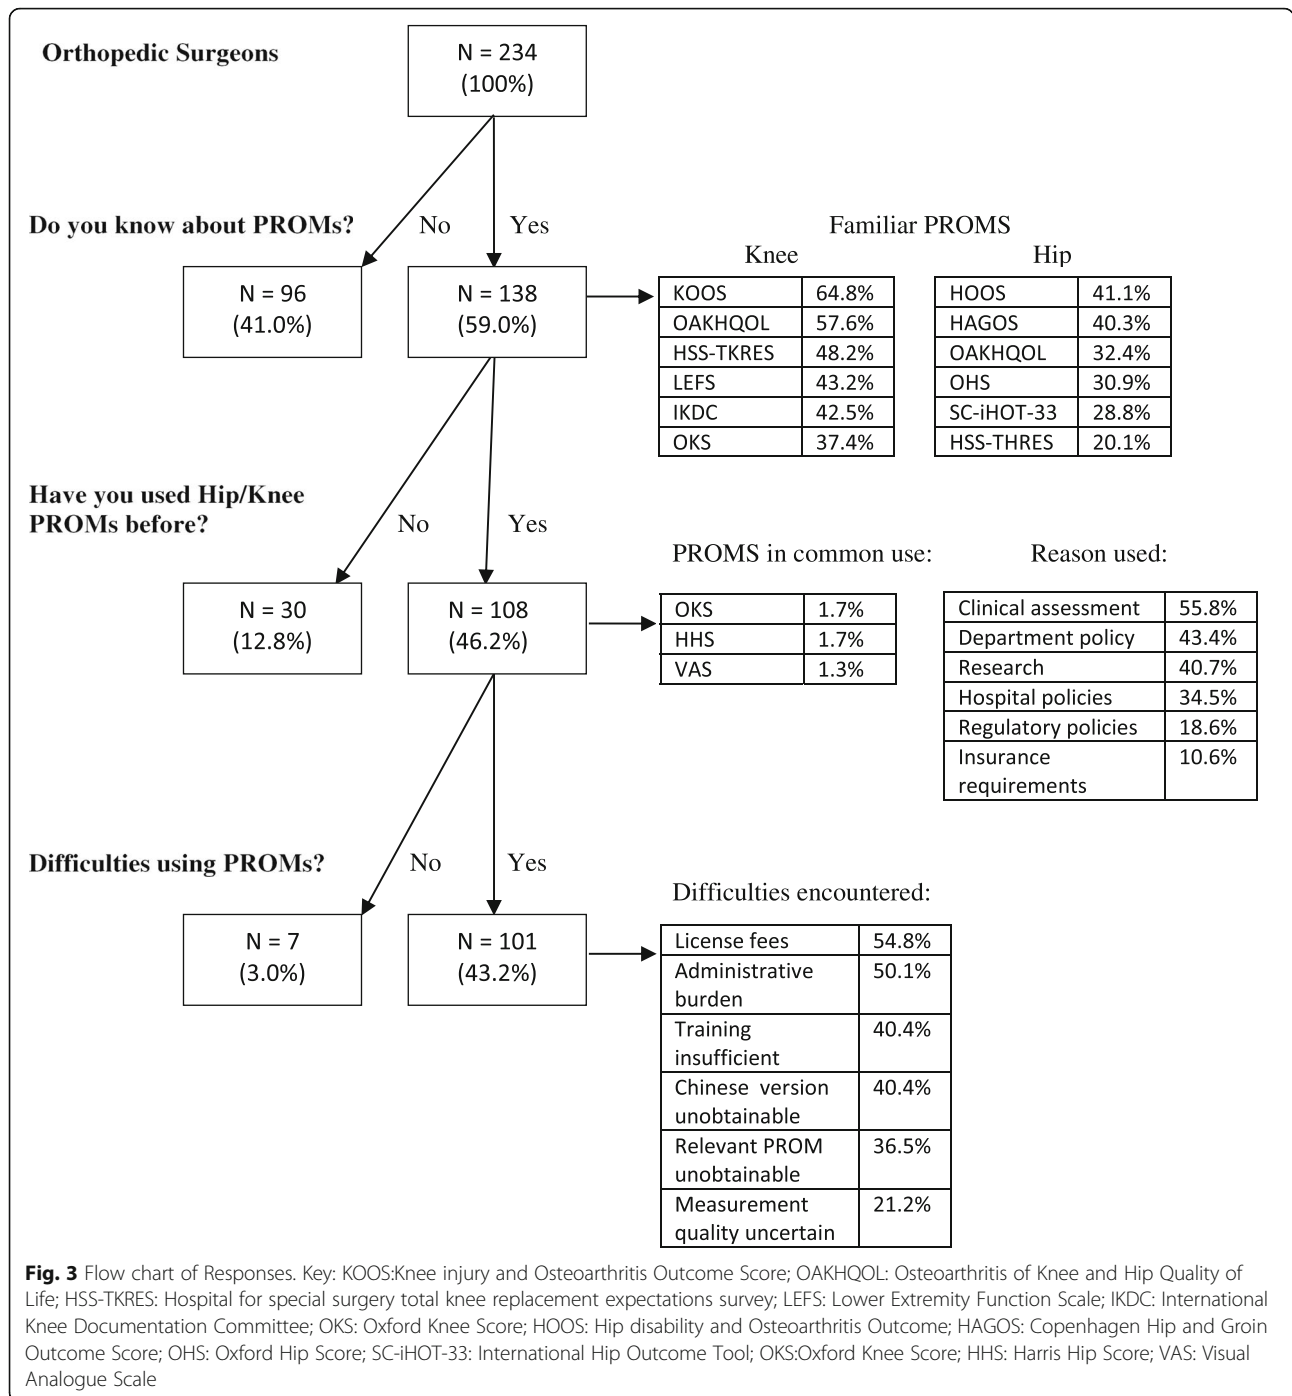 Orthopedic Surgeons
N = 234
(100%)
Do you know about PROMs?
No
Yes
N = 96
(41.0%)
N = 138
(59.0%)
Familiar PROMS
Knee
KOOS 64.8%
OAKHQOL 57.6%
HSS-TKRES 48.2%
LEFS 43.2%
IKDC 42.5%
OKS 37.4%
Hip
HOOS 41.1%
HAGOS 40.3%
OAKHQOL 32.4%
OHS 30.9%
SC-iHOT-33 28.8%
HSS-THRES 20.1%
Have you used Hip/Knee
PROMs before?
No
Yes
N = 30
(12.8%)
N = 108
(46.2%)
PROMS in common use:
OKS 1.7%
HHS 1.7%
VAS 1.3%
Reason used:
Clinical assessment 55.8%
Department policy 43.4%
Research 40.7%
Hospital policies 34.5%
Regulatory policies 18.6%
Insurance 10.6%
requirements
Difficulties using PROMs?
No
Yes
N = 7
(3.0%)
N = 101
(43.2%)
Difficulties encountered:
License fees 54.8%
Administrative 50.1%
burden
Training 40.4%
insufficient
Chinese version 40.4%
unobtainable
Relevant PROM 36.5%
unobtainable
Measurement 21.2%
quality uncertain
Fig. 3 Flow chart of Responses. Key: KOOS:Knee injury and Osteoarthritis Outcome Score; OAKHQOL: Osteoarthritis of Knee and Hip Quality of
Life; HSS-TKRES: Hospital for special surgery total knee replacement expectations survey; LEFS: Lower Extremity Function Scale; IKDC: International
Knee Documentation Committee; OKS: Oxford Knee Score; HOOS: Hip disability and Osteoarthritis Outcome; HAGOS: Copenhagen Hip and Groin
Outcome Score; OHS: Oxford Hip Score; SC-iHOT-33: International Hip Outcome Tool; OKS:Oxford Knee Score; HHS: Harris Hip Score; VAS: Visual
Analogue Scale